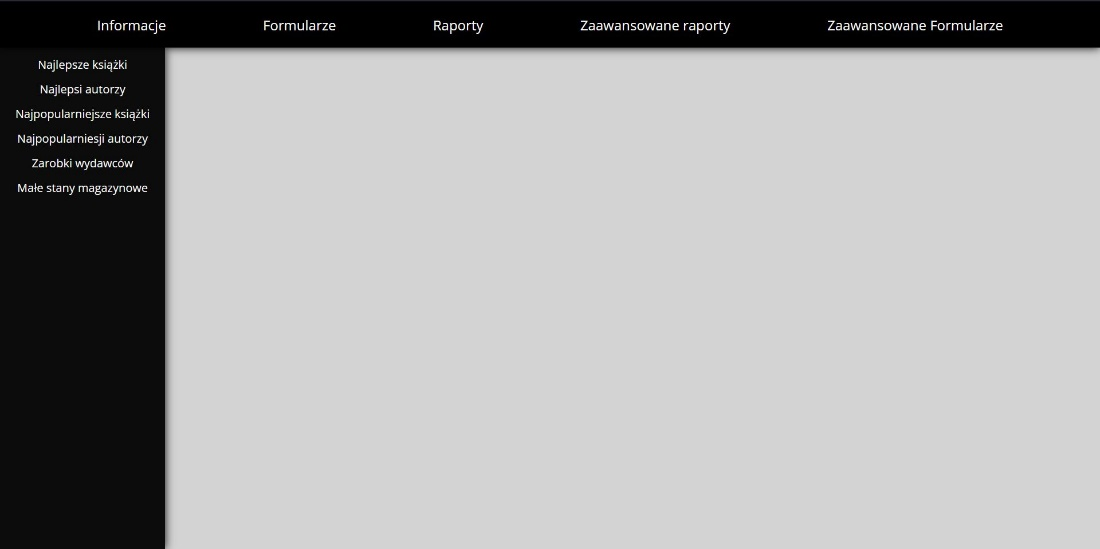 Informacje Formularze Raporty Zaawansowane raporty Zaawansowane Formularze
Najlepsze książki
Najlepsi autorzy
Najpopularniejsze książki
Najpopularniesji autorzy
Zarobki wydawców
Małe stany magazynowe